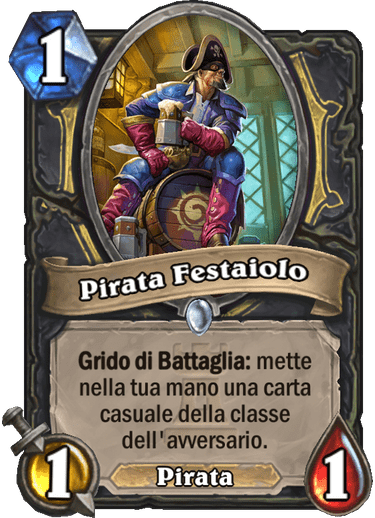 1
Pirata Festaiolo
Grido di Battaglia: mette
nella tua mano una carta
casuale della classe
dell'avversario.
1
Pirata
1